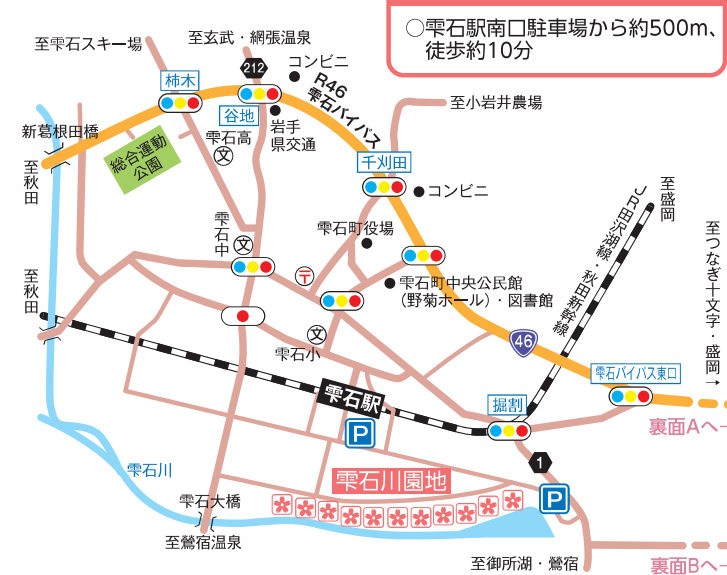 ○雫石駅南口駐車場から約500m、
徒歩約10分
至雫石スキー場
至玄武・網張温泉
コンビニ
212
R46
雫石バイパス
柿木
谷地
岩手
県交通
至小岩井農場
新葛根田橋
総合運動
公園
雫石高
文
千刈田
コンビニ
至秋田
至盛岡
JR田沢湖線・秋田新幹線
至つなぎ十文字・盛岡→
雫石中
文
雫石町役場
〒
雫石町中央公民館
（野菊ホール）・図書館
至秋田
文
雫石小
46
雫石バイパス東口
雫石駅
掘割
裏面Aへ
P
1
雫石川
雫石川園地
P
雫石大橋
至鶯宿温泉
至御所湖・鶯宿
裏面Bへ